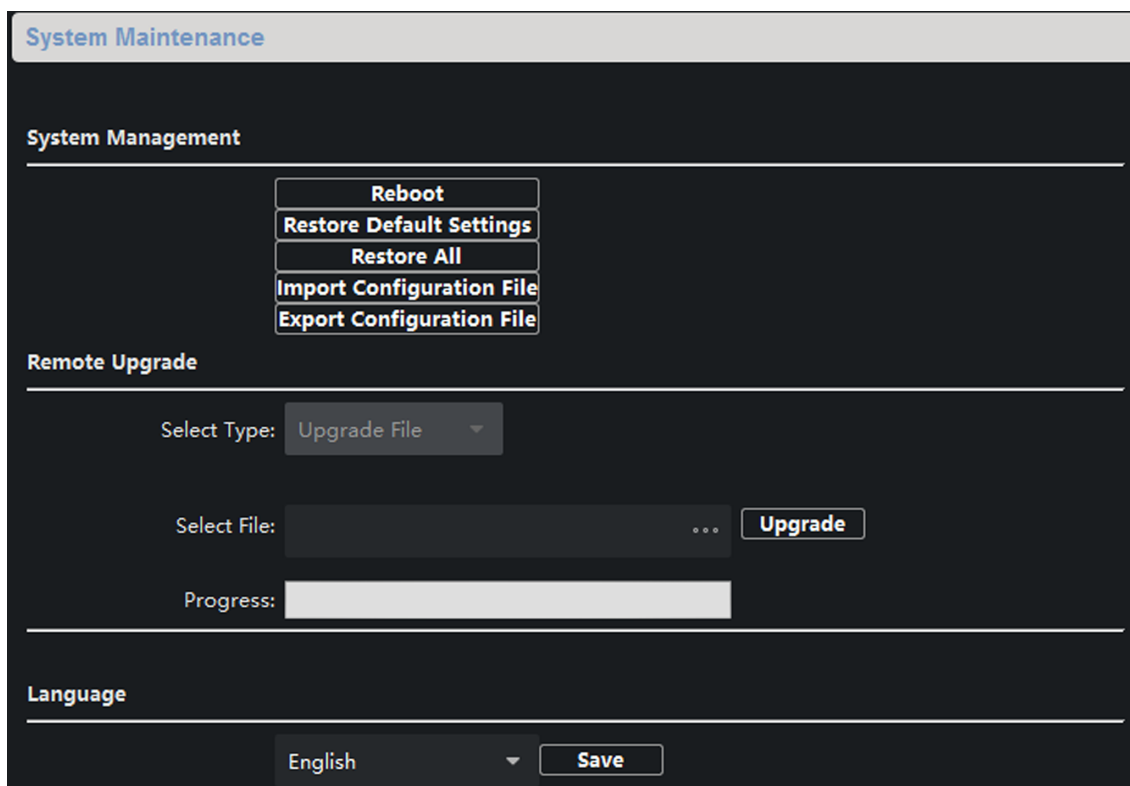 System Maintenance
System Management
Reboot
Restore Default Settings
Restore All
Import Configuration File
Export Configuration File
Remote Upgrade
Select Type: Upgrade File
Select File: ... Upgrade
Progress:
Language
English Save